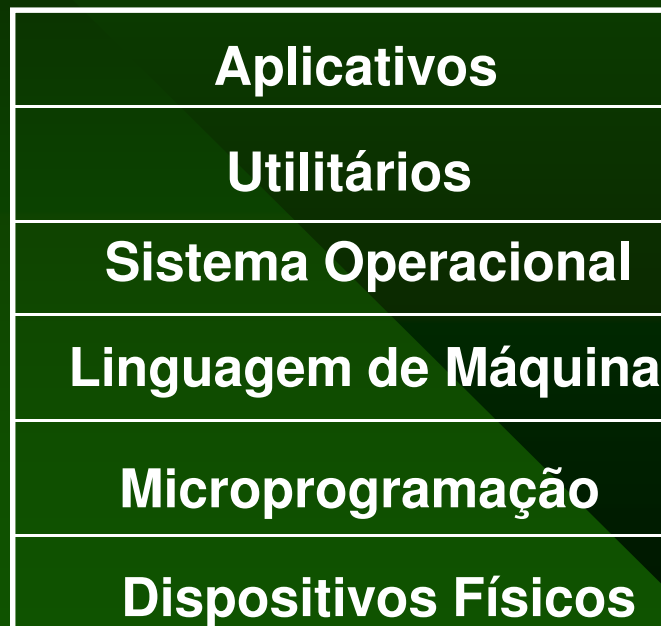 Aplicativos
Utilitários
Sistema Operacional
Linguagem de Máquina
Microprogramação
Dispositivos Físicos